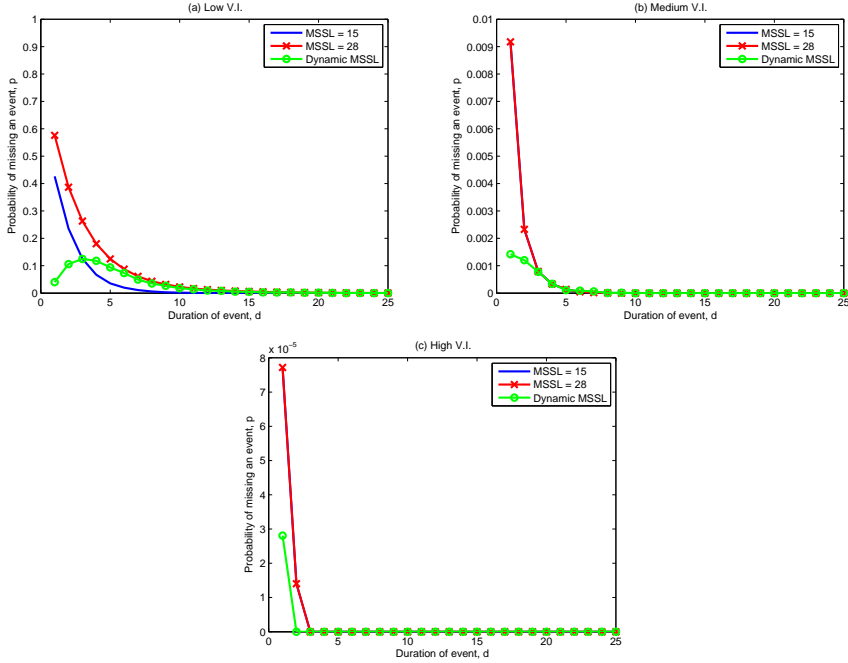 (a) Low V.I.
Probability of missing an event, p
1
0.9
0.8
0.7
0.6
0.5
0.4
0.3
0.2
0.1
0
0 5 10 15 20 25
Duration of event, d
MSSL = 15
MSSL = 28
Dynamic MSSL
(b) Medium V.I.
Probability of missing an event, p
0.01
0.009
0.008
0.007
0.006
0.005
0.004
0.003
0.002
0.001
0
0 5 10 15 20 25
Duration of event, d
MSSL = 15
MSSL = 28
Dynamic MSSL
(c) High V.I.
x 10⁻⁵
Probability of missing an event, p
8
7
6
5
4
3
2
1
0
0 5 10 15 20 25
Duration of event, d
MSSL = 15
MSSL = 28
Dynamic MSSL